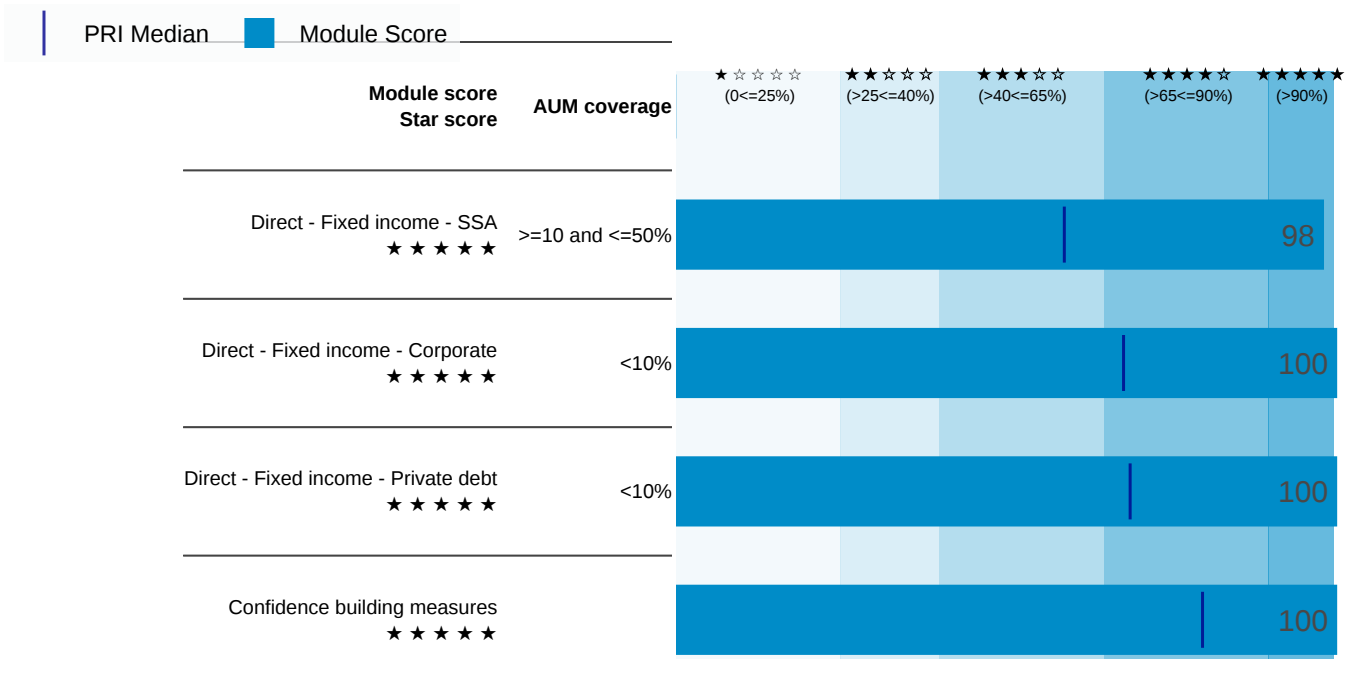 PRI Median Module Score
★☆☆☆☆ ★★☆☆☆ ★★★☆☆ ★★★★☆ ★★★★★
Module score
Star score
AUM coverage
(0<=25%) (>25<=40%) (>40<=65%) (>65<=90%) (>90%)
Direct - Fixed income - SSA
★★★★★
>=10 and <=50%
98
Direct - Fixed income - Corporate
★★★★★
<10%
100
Direct - Fixed income - Private debt
★★★★★
<10%
100
Confidence building measures
★★★★★
100